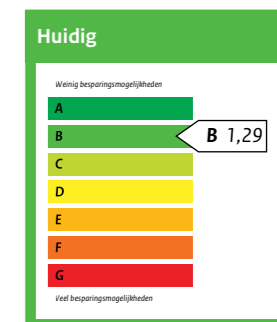 Huidig
Weinig besparingsmogelijkheden
A
B
B 1,29
C
D
E
F
G
Veel besparingsmogelijkheden